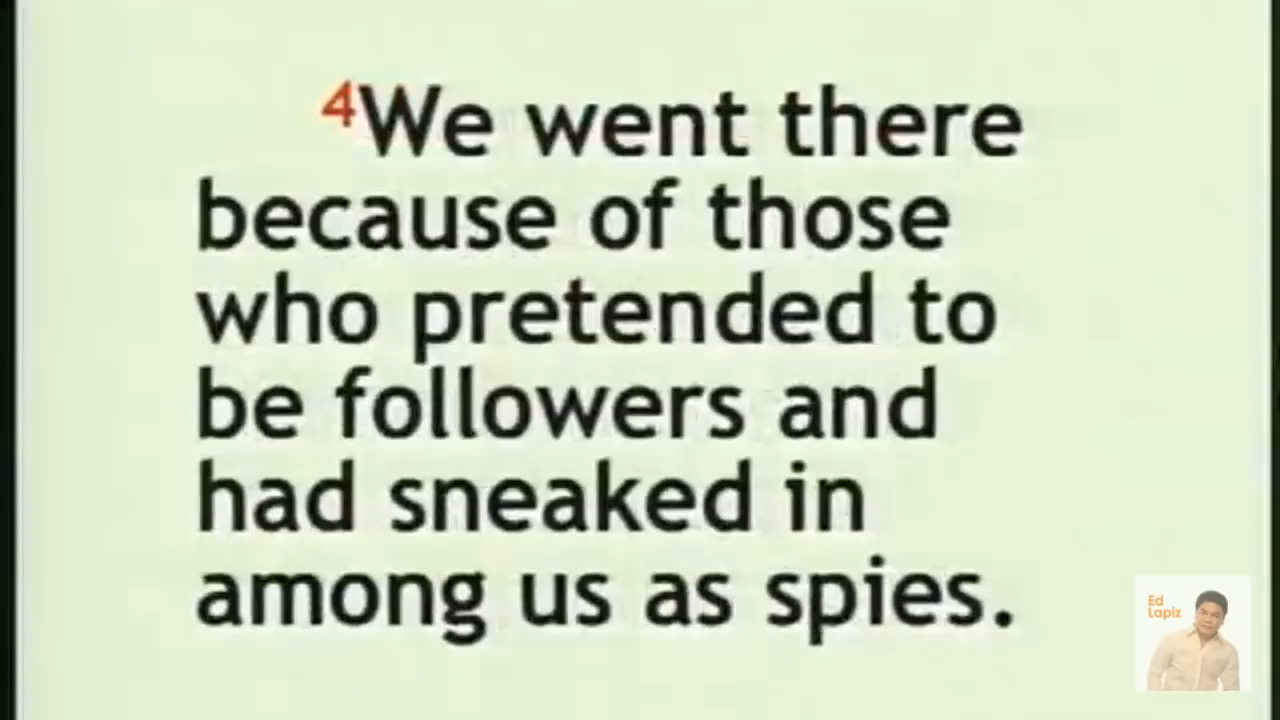 4We went there
because of those
who pretended to
be followers and
had sneaked in
among us as spies.
Ed
Lapiz